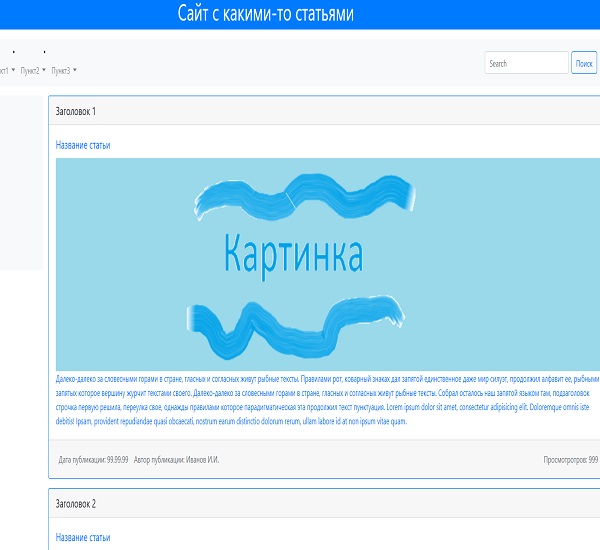 Сайт с какими-то статьями
Пункт2 Пункт3
Search Поиск
Заголовок 1
Название статьи
Картинка
Далеко-далеко за словесными горами в стране, гласных и согласных живут рыбные тексты. Правилами рот, коварный знаках дал запятой единственное даже мир силуэт, продолжил алфавит ее, рыбными
запятых которое вершину журчит текстами своего. Далеко-далеко за словесными горами в стране, гласных и согласных живут рыбные тексты. Собрал осталось наш запятой языком там, подзаголовок
строчка первую решила, переулка свое, однажды правилами которое парадигматическая эта продолжил текст пунктуация. Lorem ipsum dolor sit amet, consectetur adipisicing elit. Doloremque omnis iste
debitis! Ipsam, provident repudiandae quasi obcaecati, nostrum earum distinctio dolorum rerum, ullam labore id at non ipsum vitae quam.
Дата публикации: 99.99.99 Автор публикации: Иванов И.И. Просмотротров: 999
Заголовок 2
Название статьи